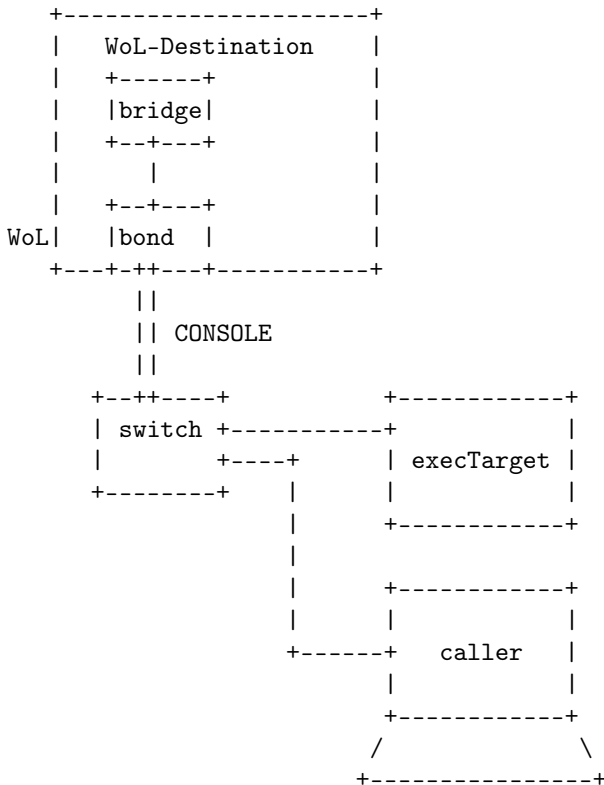 WoL-Destination
bridge
WoL
bond
CONSOLE
switch
execTarget
caller